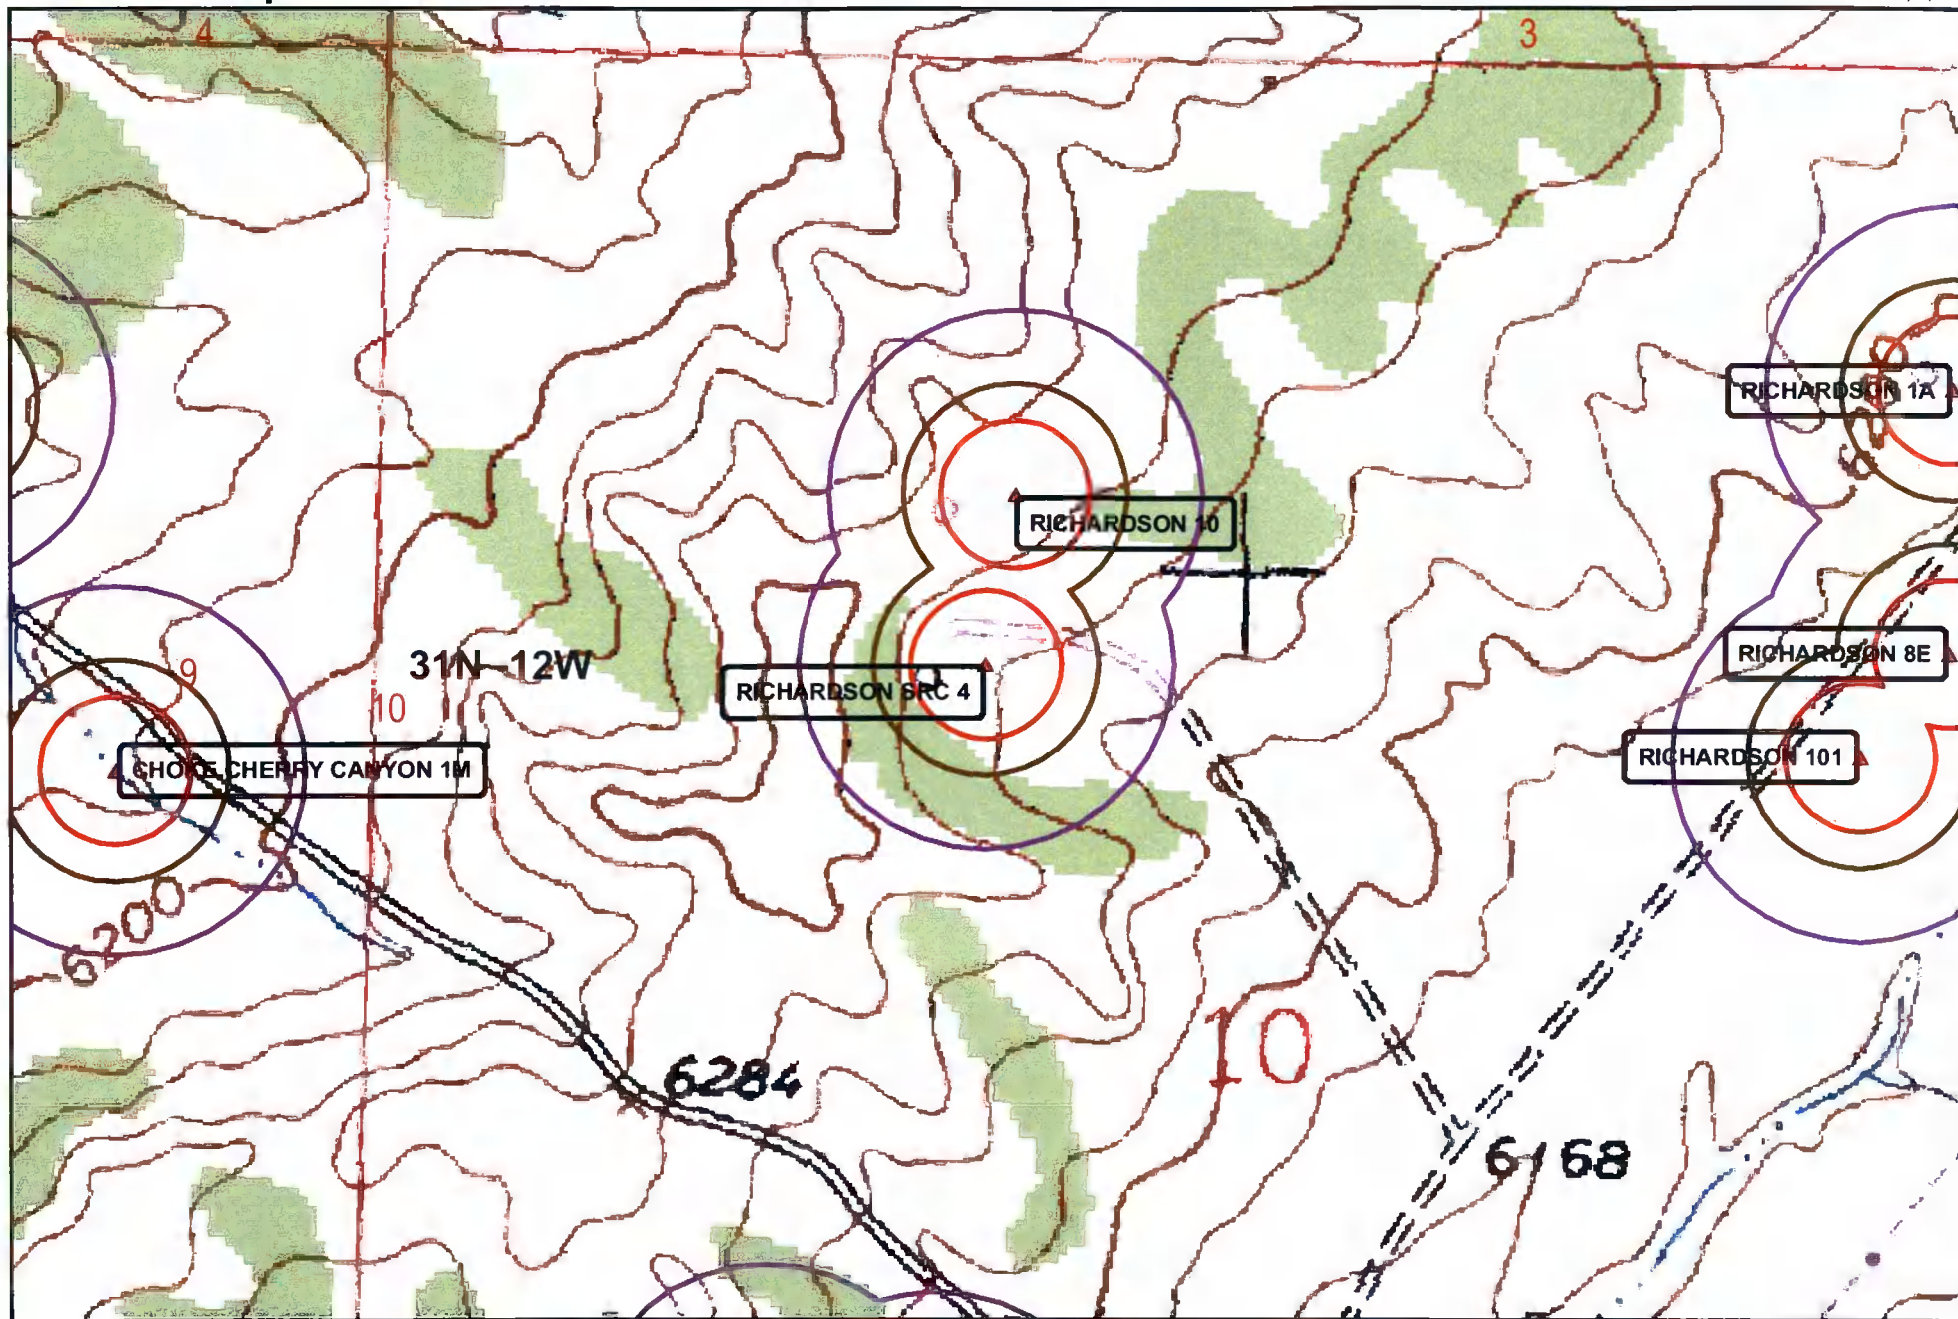 4
3
RICHARDSON 1A
RICHARDSON 10
31N-12W
9
10
RICHARDSON SRC 4
RICHARDSON 8E
RICHARDSON 101
CHOKE CHERRY CANYON 1M
6200
10
6284
6168